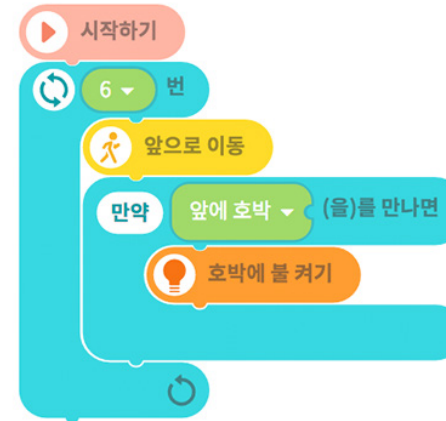 시작하기
6 번
앞으로 이동
만약 앞에 호박 (을)를 만나면
호박에 불 켜기